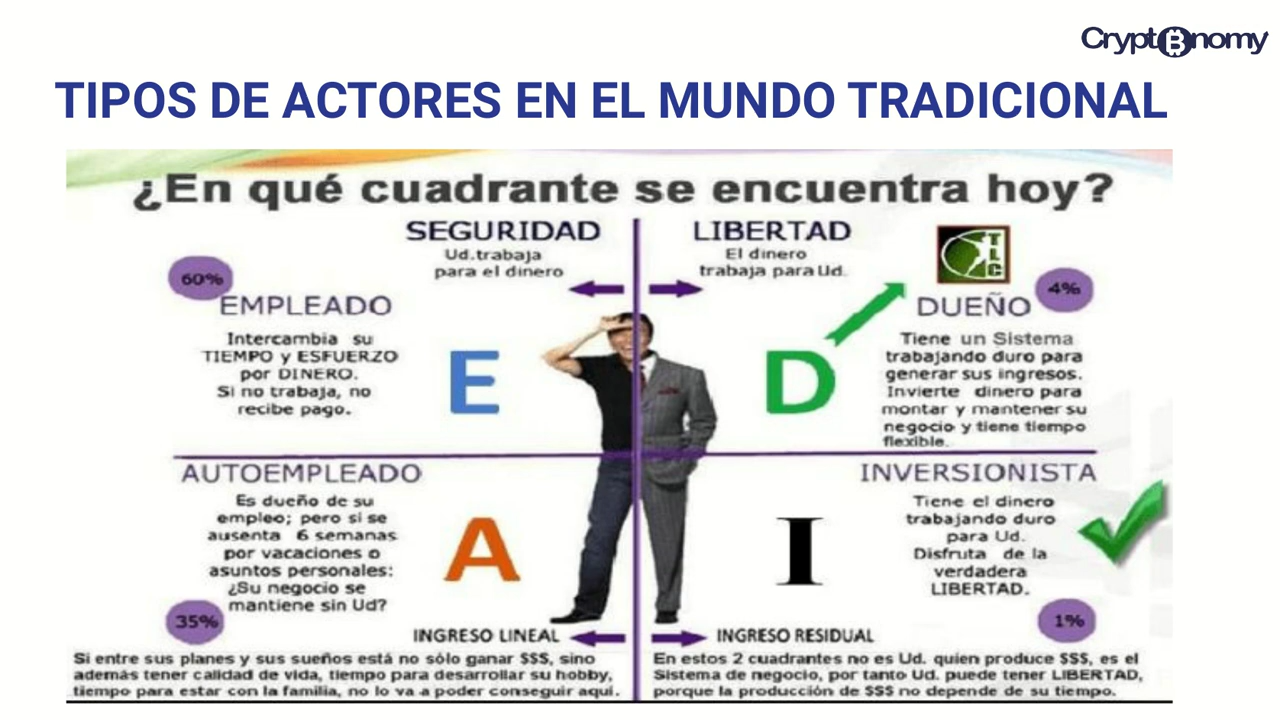 Crypt₿nomy
TIPOS DE ACTORES EN EL MUNDO TRADICIONAL
¿En qué cuadrante se encuentra hoy?
SEGURIDAD
Ud.trabaja
para el dinero
LIBERTAD
El dinero
trabaja para Ud.
60%
EMPLEADO
Intercambia su
TIEMPO y ESFUERZO
por DINERO.
Si no trabaja, no
recibe pago.
E
D
TLC
4%
DUEÑO
Tiene un Sistema
trabajando duro para
generar sus ingresos.
Invierte dinero para
montar y mantener su
negocio y tiene tiempo
flexible.
AUTOEMPLEADO
Es dueño de su
empleo; pero si se
ausenta 6 semanas
por vacaciones o
asuntos personales:
¿Su negocio se
mantiene sin Ud?
35%
A
I
INVERSIONISTA
Tiene el dinero
trabajando duro
para Ud.
Disfruta de la
verdadera
LIBERTAD.
1%
INGRESO LINEAL
INGRESO RESIDUAL
Si entre sus planes y sus sueños está no sólo ganar $$$, sino
además tener calidad de vida, tiempo para desarrollar su hobby,
tiempo para estar con la familia, no lo va a poder conseguir aquí.
En estos 2 cuadrantes no es Ud. quien produce $$$, es el
Sistema de negocio, por tanto Ud. puede tener LIBERTAD,
porque la producción de $$$ no depende de su tiempo.